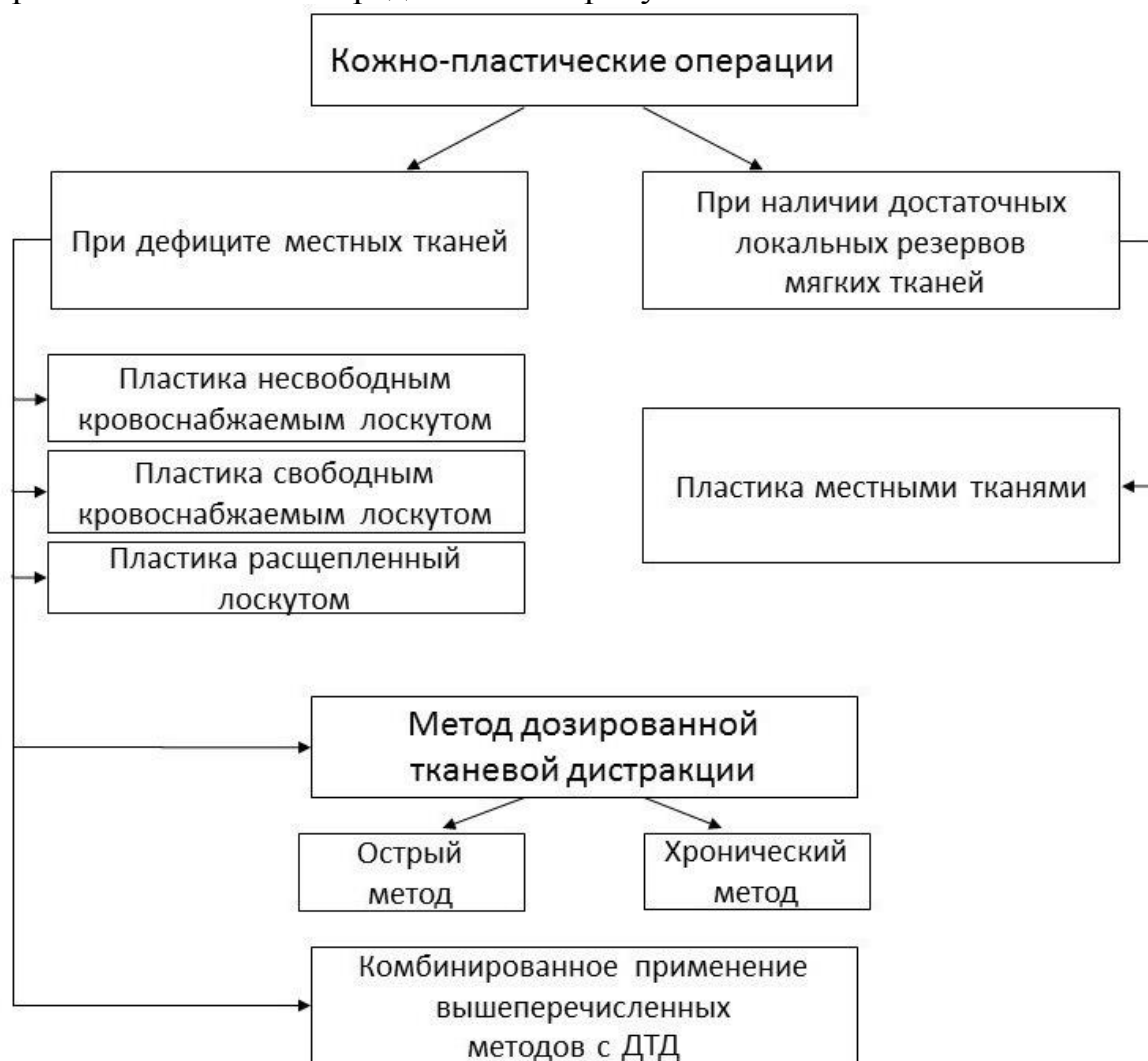 Кожно-пластические операции
При дефиците местных тканей
При наличии достаточных
локальных резервов
мягких тканей
Пластика несвободным
кровоснабжаемым лоскутом
Пластика свободным
кровоснабжаемым лоскутом
Пластика расщепленный
лоскутом
Пластика местными тканями
Метод дозированной
тканевой дистракции
Острый
метод
Хронический
метод
Комбинированное применение
вышеперечисленных
методов с ДТД